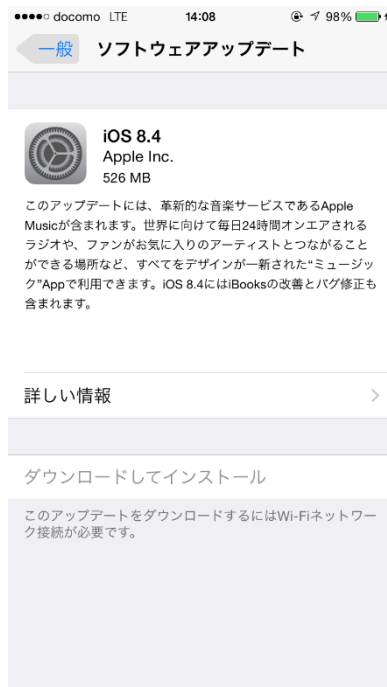 docomo LTE 14:08 98%
一般 ソフトウェアアップデート
iOS 8.4
Apple Inc.
526 MB
このアップデートには、革新的な音楽サービスであるApple
Musicが含まれます。世界に向けて毎日24時間オンエアされる
ラジオや、ファンがお気に入りのアーティストとつながること
ができる場所など、すべてをデザインが一新された“ミュージッ
ク”Appで利用できます。iOS 8.4にはiBooksの改善とバグ修正も
含まれます。
詳しい情報
ダウンロードしてインストール
このアップデートをダウンロードするにはWi-Fiネットワー
ク接続が必要です。